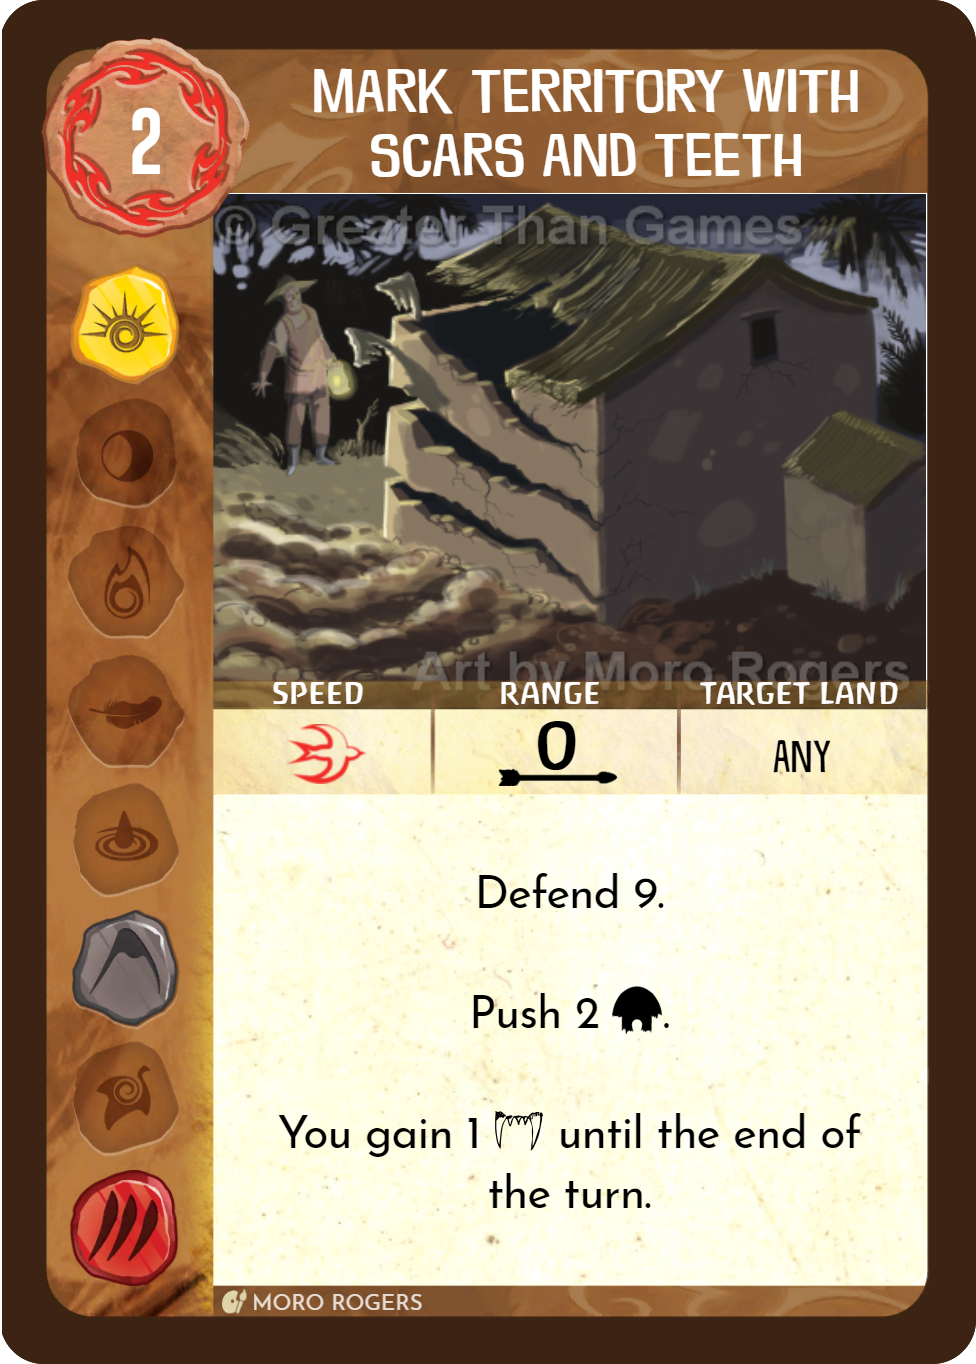 2
MARK TERRITORY WITH
SCARS AND TEETH
© Greater Than Games
Art by Moro Rogers
SPEED RANGE TARGET LAND
0 ANY
Defend 9.
Push 2 .
You gain 1 until the end of
the turn.
MORO ROGERS